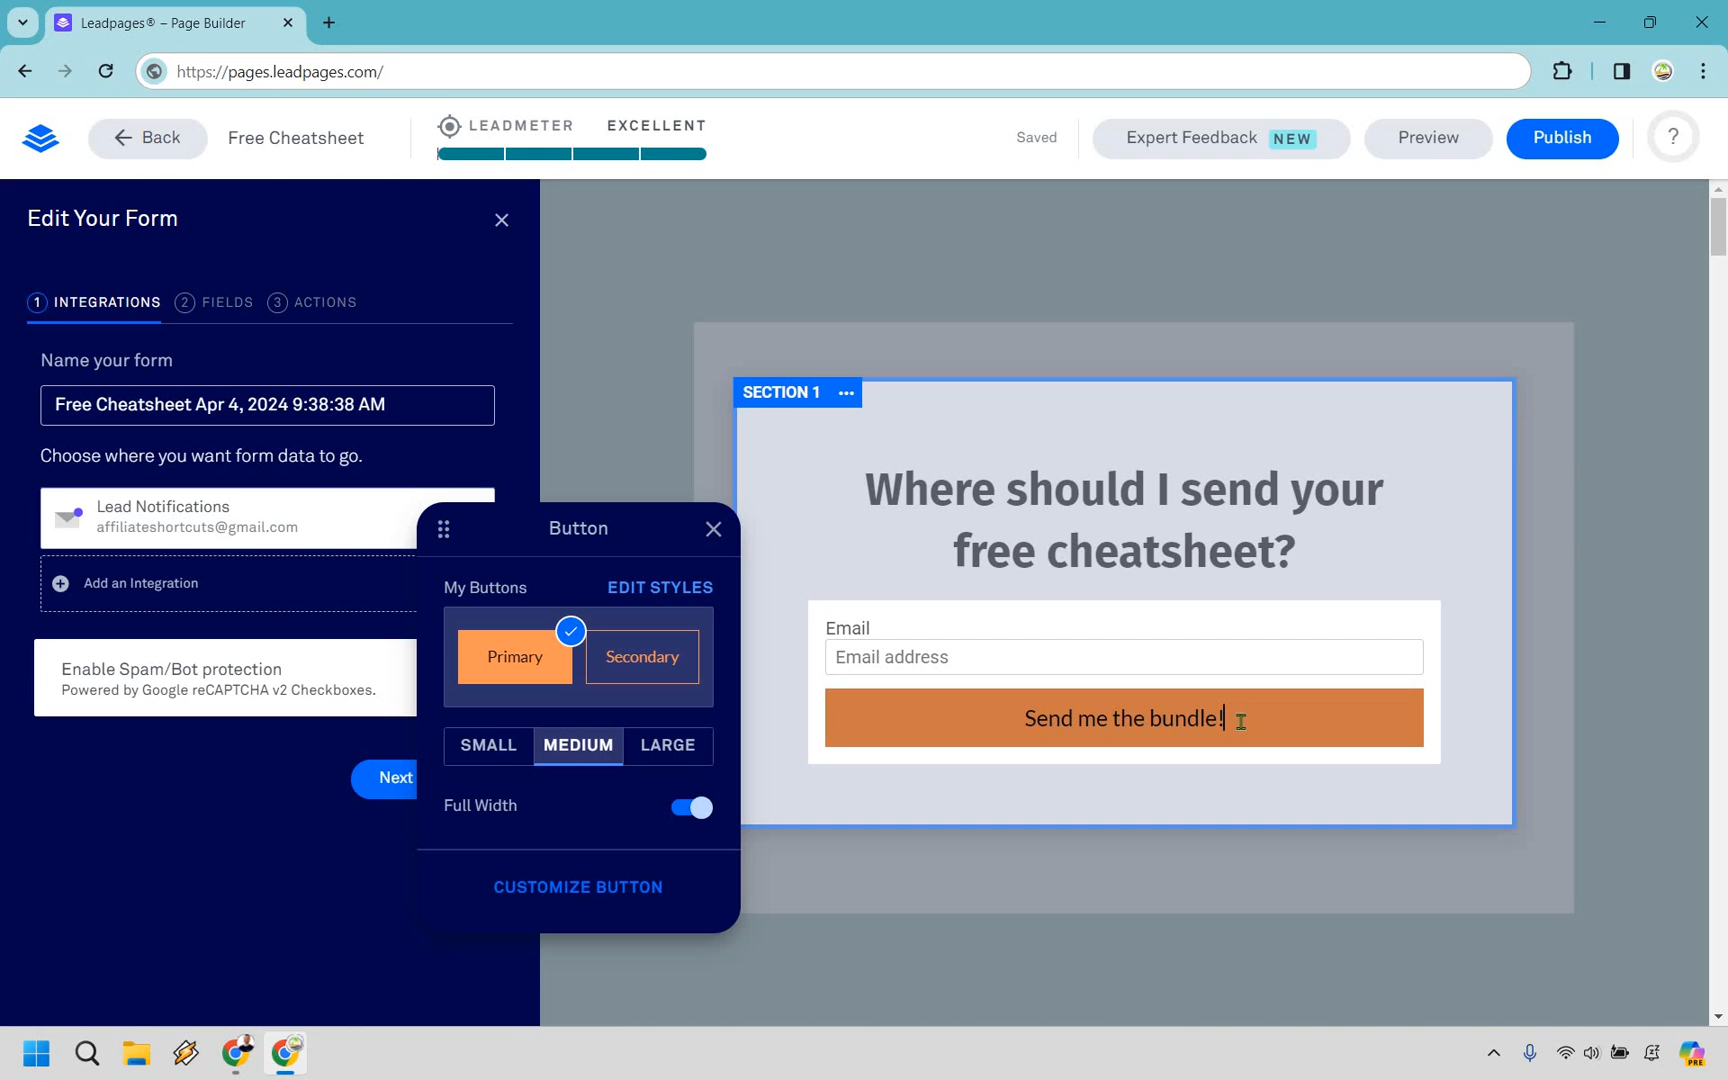 Leadpages® – Page Builder
https://pages.leadpages.com/
Back
Free Cheatsheet
LEADMETER EXCELLENT
Saved
Expert Feedback NEW
Preview
Publish
?
Edit Your Form
1 INTEGRATIONS 2 FIELDS 3 ACTIONS
Name your form
Free Cheatsheet Apr 4, 2024 9:38:38 AM
Choose where you want form data to go.
Lead Notifications
affiliateshortcuts@gmail.com
Add an Integration
Enable Spam/Bot protection
Powered by Google reCAPTCHA v2 Checkboxes.
Next
Button
My Buttons EDIT STYLES
Primary Secondary
SMALL MEDIUM LARGE
Full Width
CUSTOMIZE BUTTON
SECTION 1
Where should I send your
free cheatsheet?
Email
Email address
Send me the bundle!
PRE